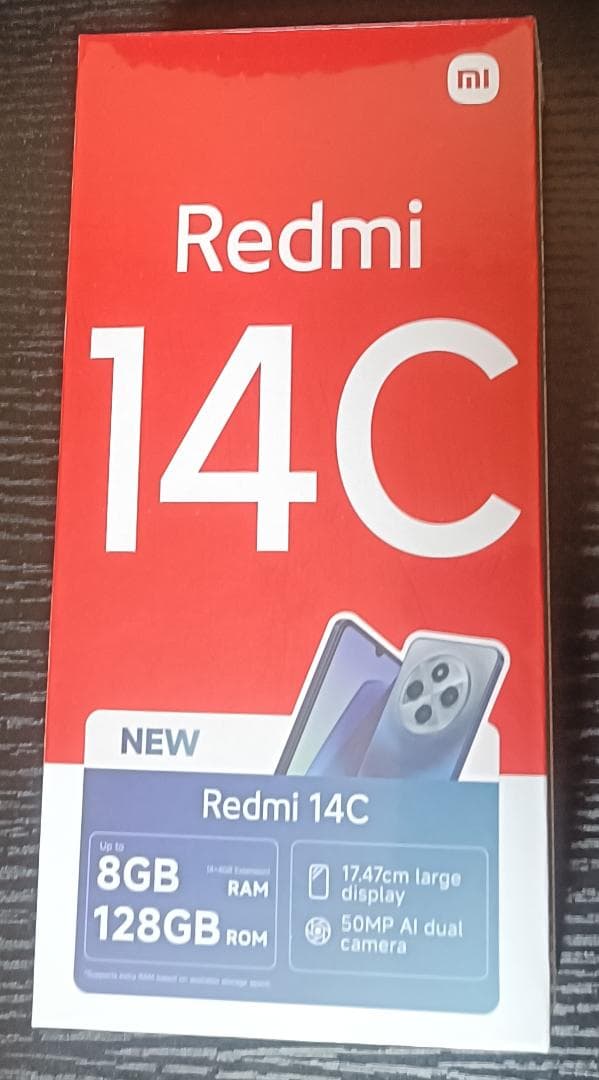 mi
Redmi
14C
NEW
Redmi 14C
Up to
8GB RAM
128GB ROM
17.47cm large
display
50MP AI dual
camera